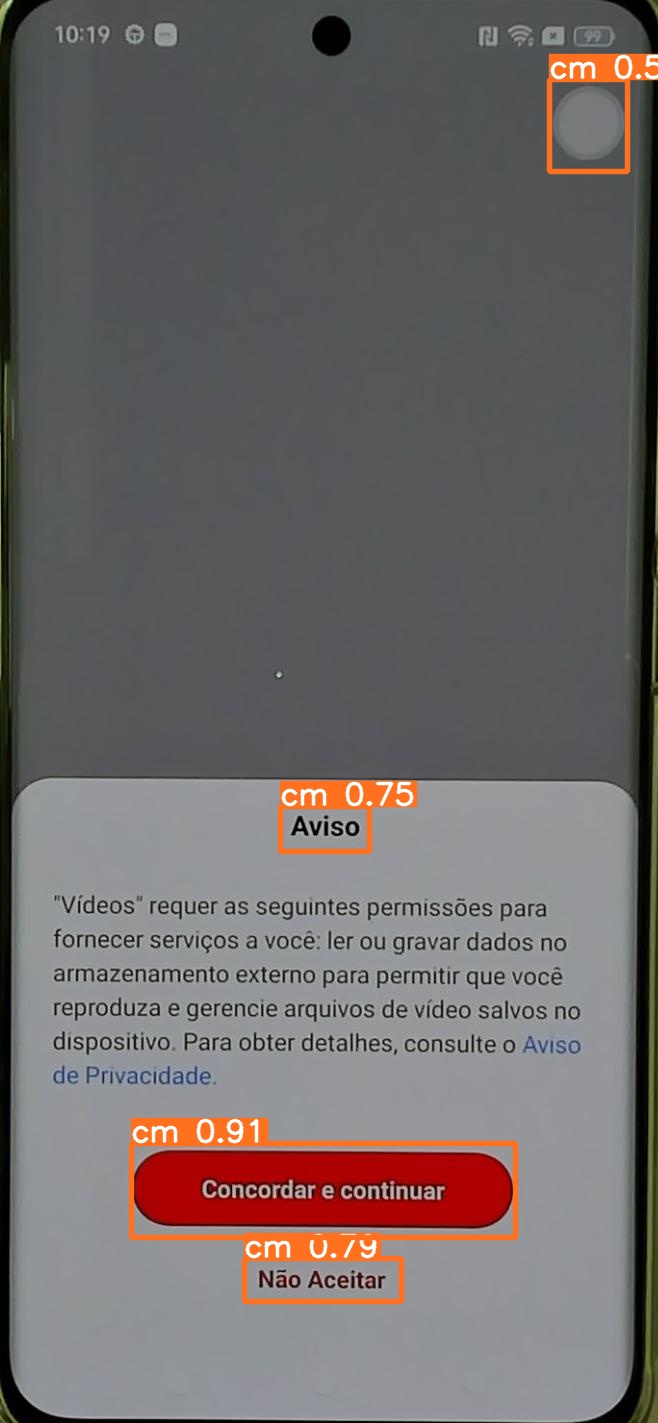 10:19
99
cm 0.5
cm 0.75
Aviso
"Vídeos" requer as seguintes permissões para
fornecer serviços a você: ler ou gravar dados no
armazenamento externo para permitir que você
reproduza e gerencie arquivos de vídeo salvos no
dispositivo. Para obter detalhes, consulte o Aviso
de Privacidade.
cm 0.91
Concordar e continuar
cm 0.79
Não Aceitar